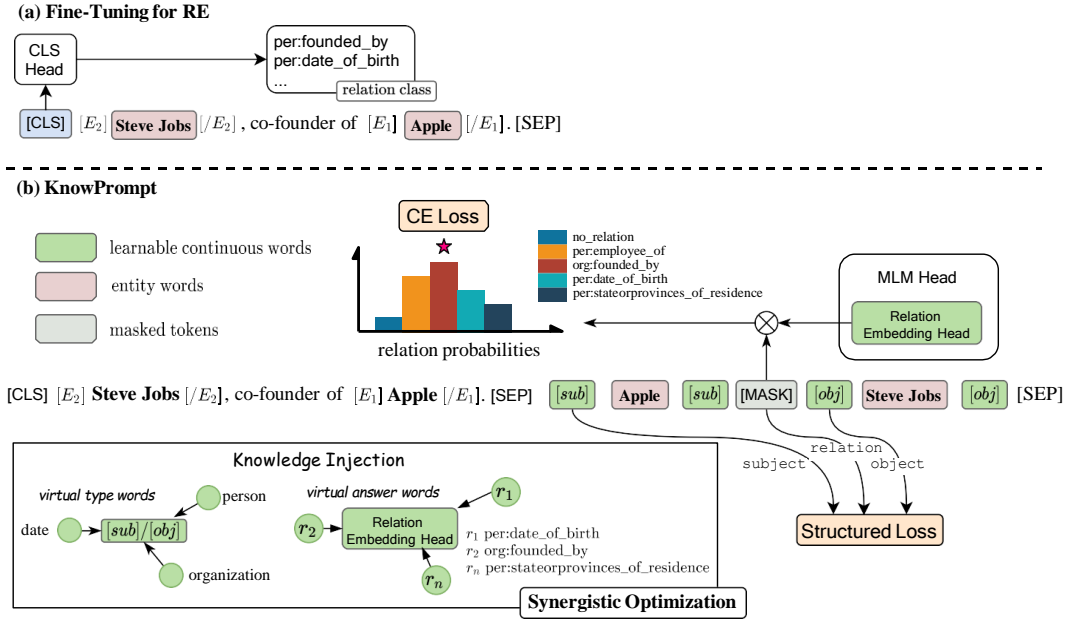 (a) Fine-Tuning for RE
CLS Head
per:founded_by
per:date_of_birth
...
relation class
[CLS] [E2] Steve Jobs [/E2] , co-founder of [E1] Apple [/E1]. [SEP]
(b) KnowPrompt
learnable continuous words
entity words
masked tokens
CE Loss
relation probabilities
no_relation
per:employee_of
org:founded_by
per:date_of_birth
per:stateorprovinces_of_residence
MLM Head
Relation
Embedding Head
[CLS] [E2] Steve Jobs [/E2], co-founder of [E1] Apple [/E1]. [SEP] [sub] Apple [sub] [MASK] [obj] Steve Jobs [obj] [SEP]
subject
relation
object
Structured Loss
Knowledge Injection
virtual type words
person
date
[sub]/[obj]
organization
virtual answer words
r1
r2
Relation
Embedding Head
rn
r1 per:date_of_birth
r2 org:founded_by
rn per:stateorprovinces_of_residence
Synergistic Optimization